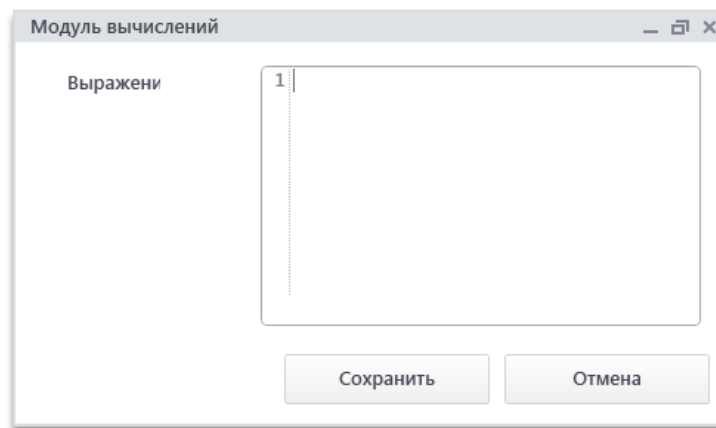 Модуль вычислений
Выражени
1
Сохранить
Отмена